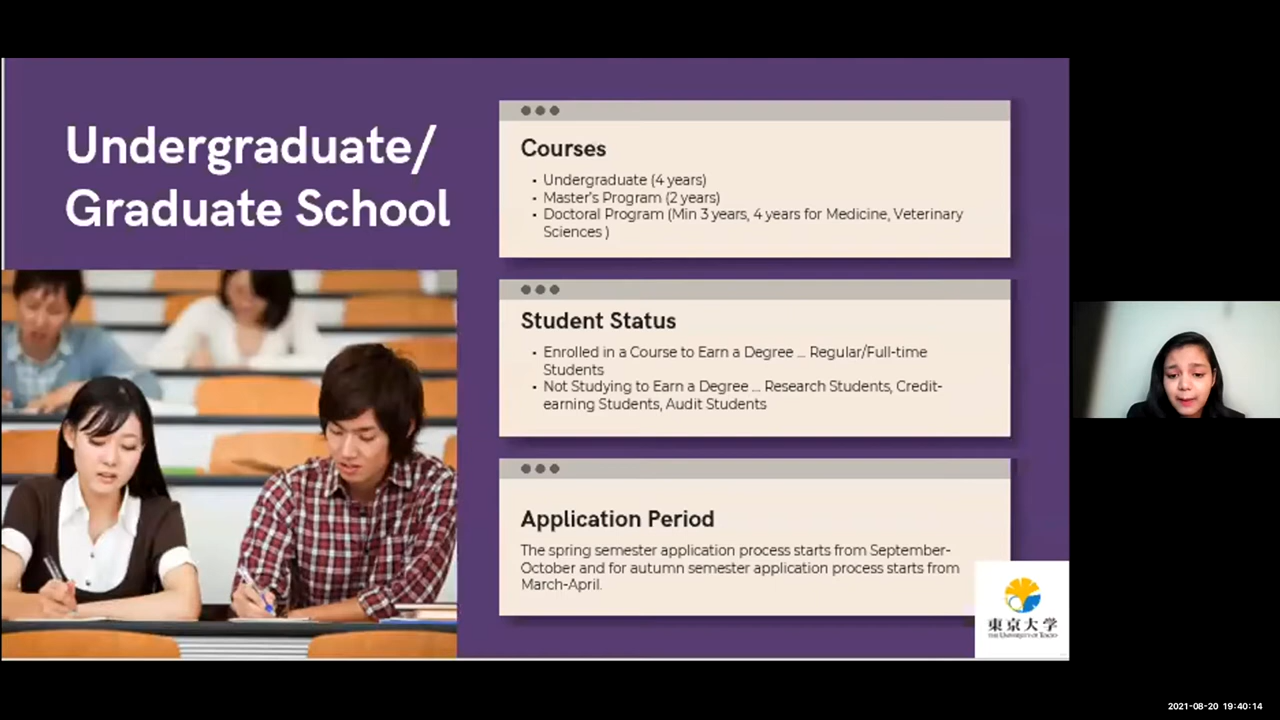 Undergraduate/
Graduate School
Courses
• Undergraduate (4 years)
• Master's Program (2 years)
• Doctoral Program (Min 3 years, 4 years for Medicine, Veterinary
Sciences )
Student Status
• Enrolled in a Course to Earn a Degree ... Regular/Full-time
Students
• Not Studying to Earn a Degree ... Research Students, Credit-
earning Students, Audit Students
Application Period
The spring semester application process starts from September-
October and for autumn semester application process starts from
March-April.
東京大学
THE UNIVERSITY OF TOKYO
2021-08-20 19:40:14